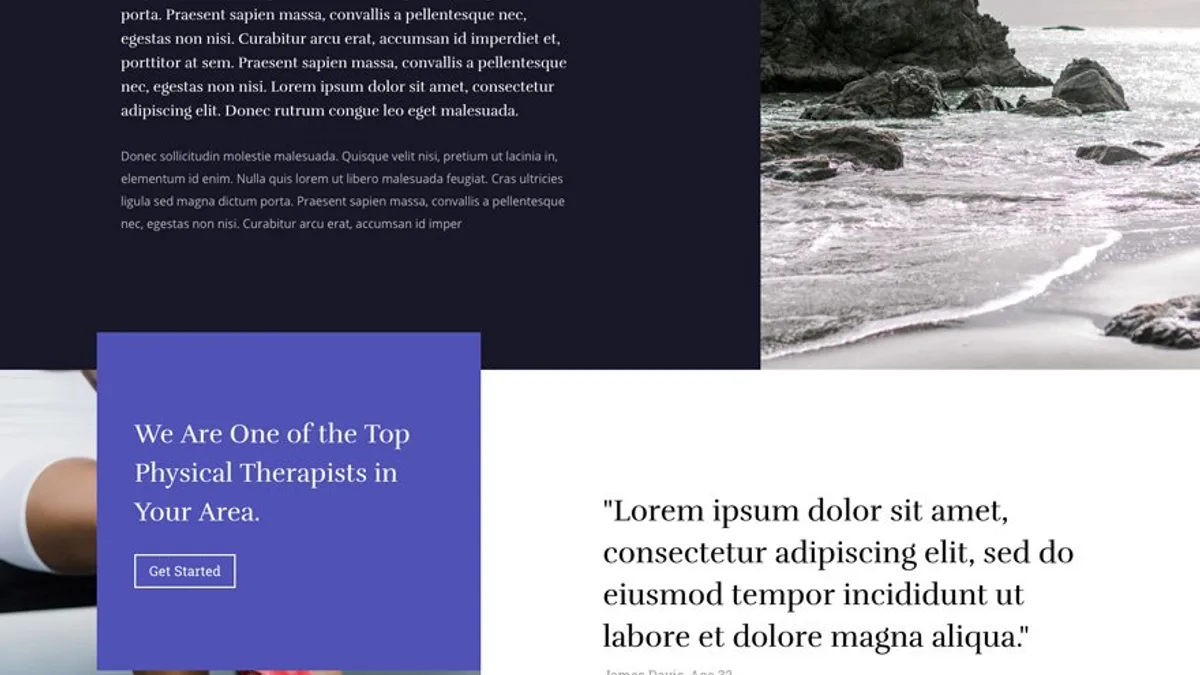 porta. Praesent sapien massa, convallis a pellentesque nec,
egestas non nisi. Curabitur arcu erat, accumsan id imperdiet et,
porttitor at sem. Praesent sapien massa, convallis a pellentesque
nec, egestas non nisi. Lorem ipsum dolor sit amet, consectetur
adipiscing elit. Donec rutrum congue leo eget malesuada.
Donec sollicitudin molestie malesuada. Quisque velit nisi, pretium ut lacinia in,
elementum id enim. Nulla quis lorem ut libero malesuada feugiat. Cras ultricies
ligula sed magna dictum porta. Praesent sapien massa, convallis a pellentesque
nec, egestas non nisi. Curabitur arcu erat, accumsan id imper
We Are One of the Top
Physical Therapists in
Your Area.
Get Started
"Lorem ipsum dolor sit amet,
consectetur adipiscing elit, sed do
eiusmod tempor incididunt ut
labore et dolore magna aliqua."
James Davis, Age 32